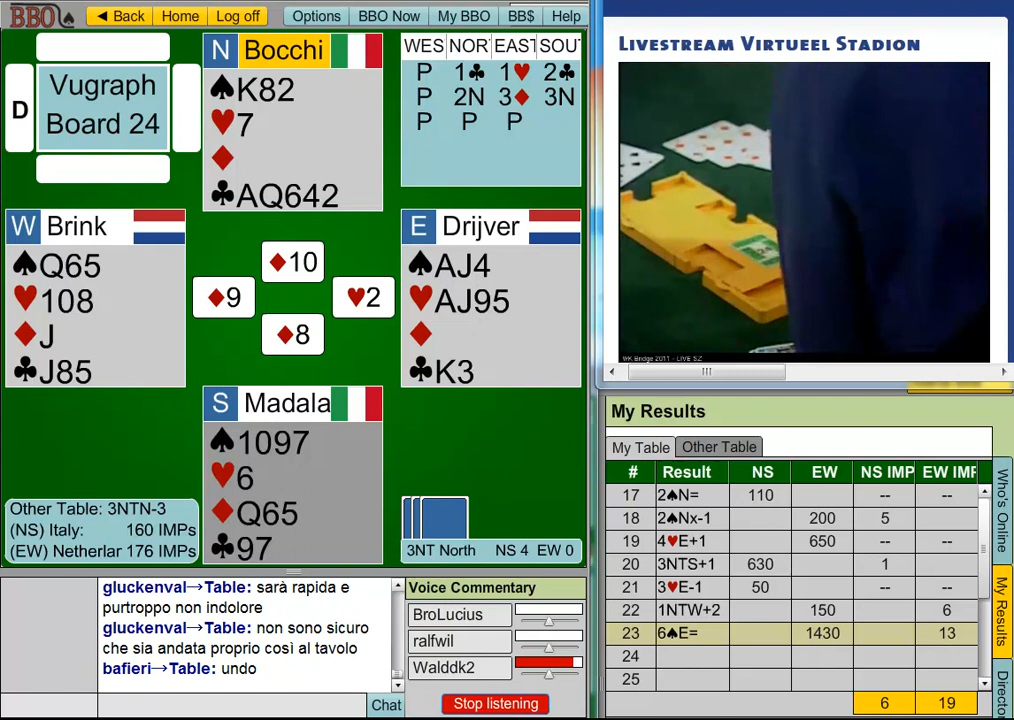 BBO
◄ Back
Home
Log off
Options
BBO Now
My BBO
BB$
Help
D
Vugraph
Board 24
N Bocchi
♠K82
♥7
♦
♣AQ642
WES NOR EAST SOU
P 1♣ 1♥ 2♣
P 2N 3♦ 3N
P P P
W Brink
♠Q65
♥108
♦J
♣J85
♦10
♦9
♥2
♦8
E Drijver
♠AJ4
♥AJ95
♦
♣K3
S Madala
♠1097
♥6
♦Q65
♣97
Other Table: 3NTN-3
(NS) Italy: 160 IMPs
(EW) Netherlar 176 IMPs
3NT North NS 4 EW 0
gluckenval→Table: sarà rapida e
purtroppo non indolore
gluckenval→Table: non sono sicuro
che sia andata proprio così al tavolo
bafieri→Table: undo
Chat
Voice Commentary
BroLucius
ralfwil
Walddk2
Stop listening
Livestream Virtueel Stadion
WK Bridge 2011 - LIVE SZ
My Results
My Table
Other Table
# Result NS EW NS IMP EW IMF
17 2♠N= 110 -- --
18 2♠Nx-1 200 5
19 4♥E+1 650 -- --
20 3NTS+1 630 1
21 3♥E-1 50 -- --
22 1NTW+2 150 6
23 6♠E= 1430 13
24
25
6 19
Who's Online
My Results
Director